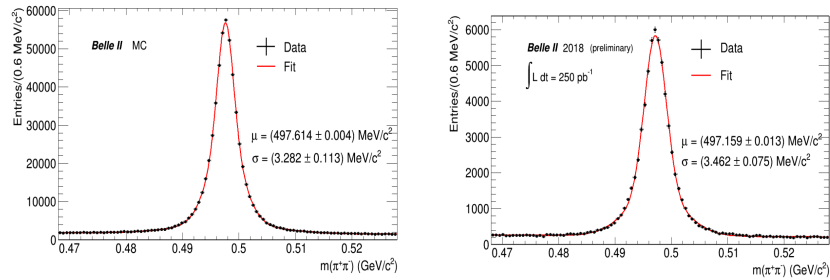 Entries/(0.6 MeV/c²)
60000
50000
40000
30000
20000
10000
0
Belle II MC
Data
Fit
μ = (497.614 ± 0.004) MeV/c²
σ = (3.282 ± 0.113) MeV/c²
0.47 0.48 0.49 0.5 0.51 0.52
m(π⁺π⁻) (GeV/c²)
Entries/(0.6 MeV/c²)
6000
5000
4000
3000
2000
1000
0
Belle II 2018 (preliminary)
∫ L dt = 250 pb⁻¹
Data
Fit
μ = (497.159 ± 0.013) MeV/c²
σ = (3.462 ± 0.075) MeV/c²
0.47 0.48 0.49 0.5 0.51 0.52
m(π⁺π⁻) (GeV/c²)